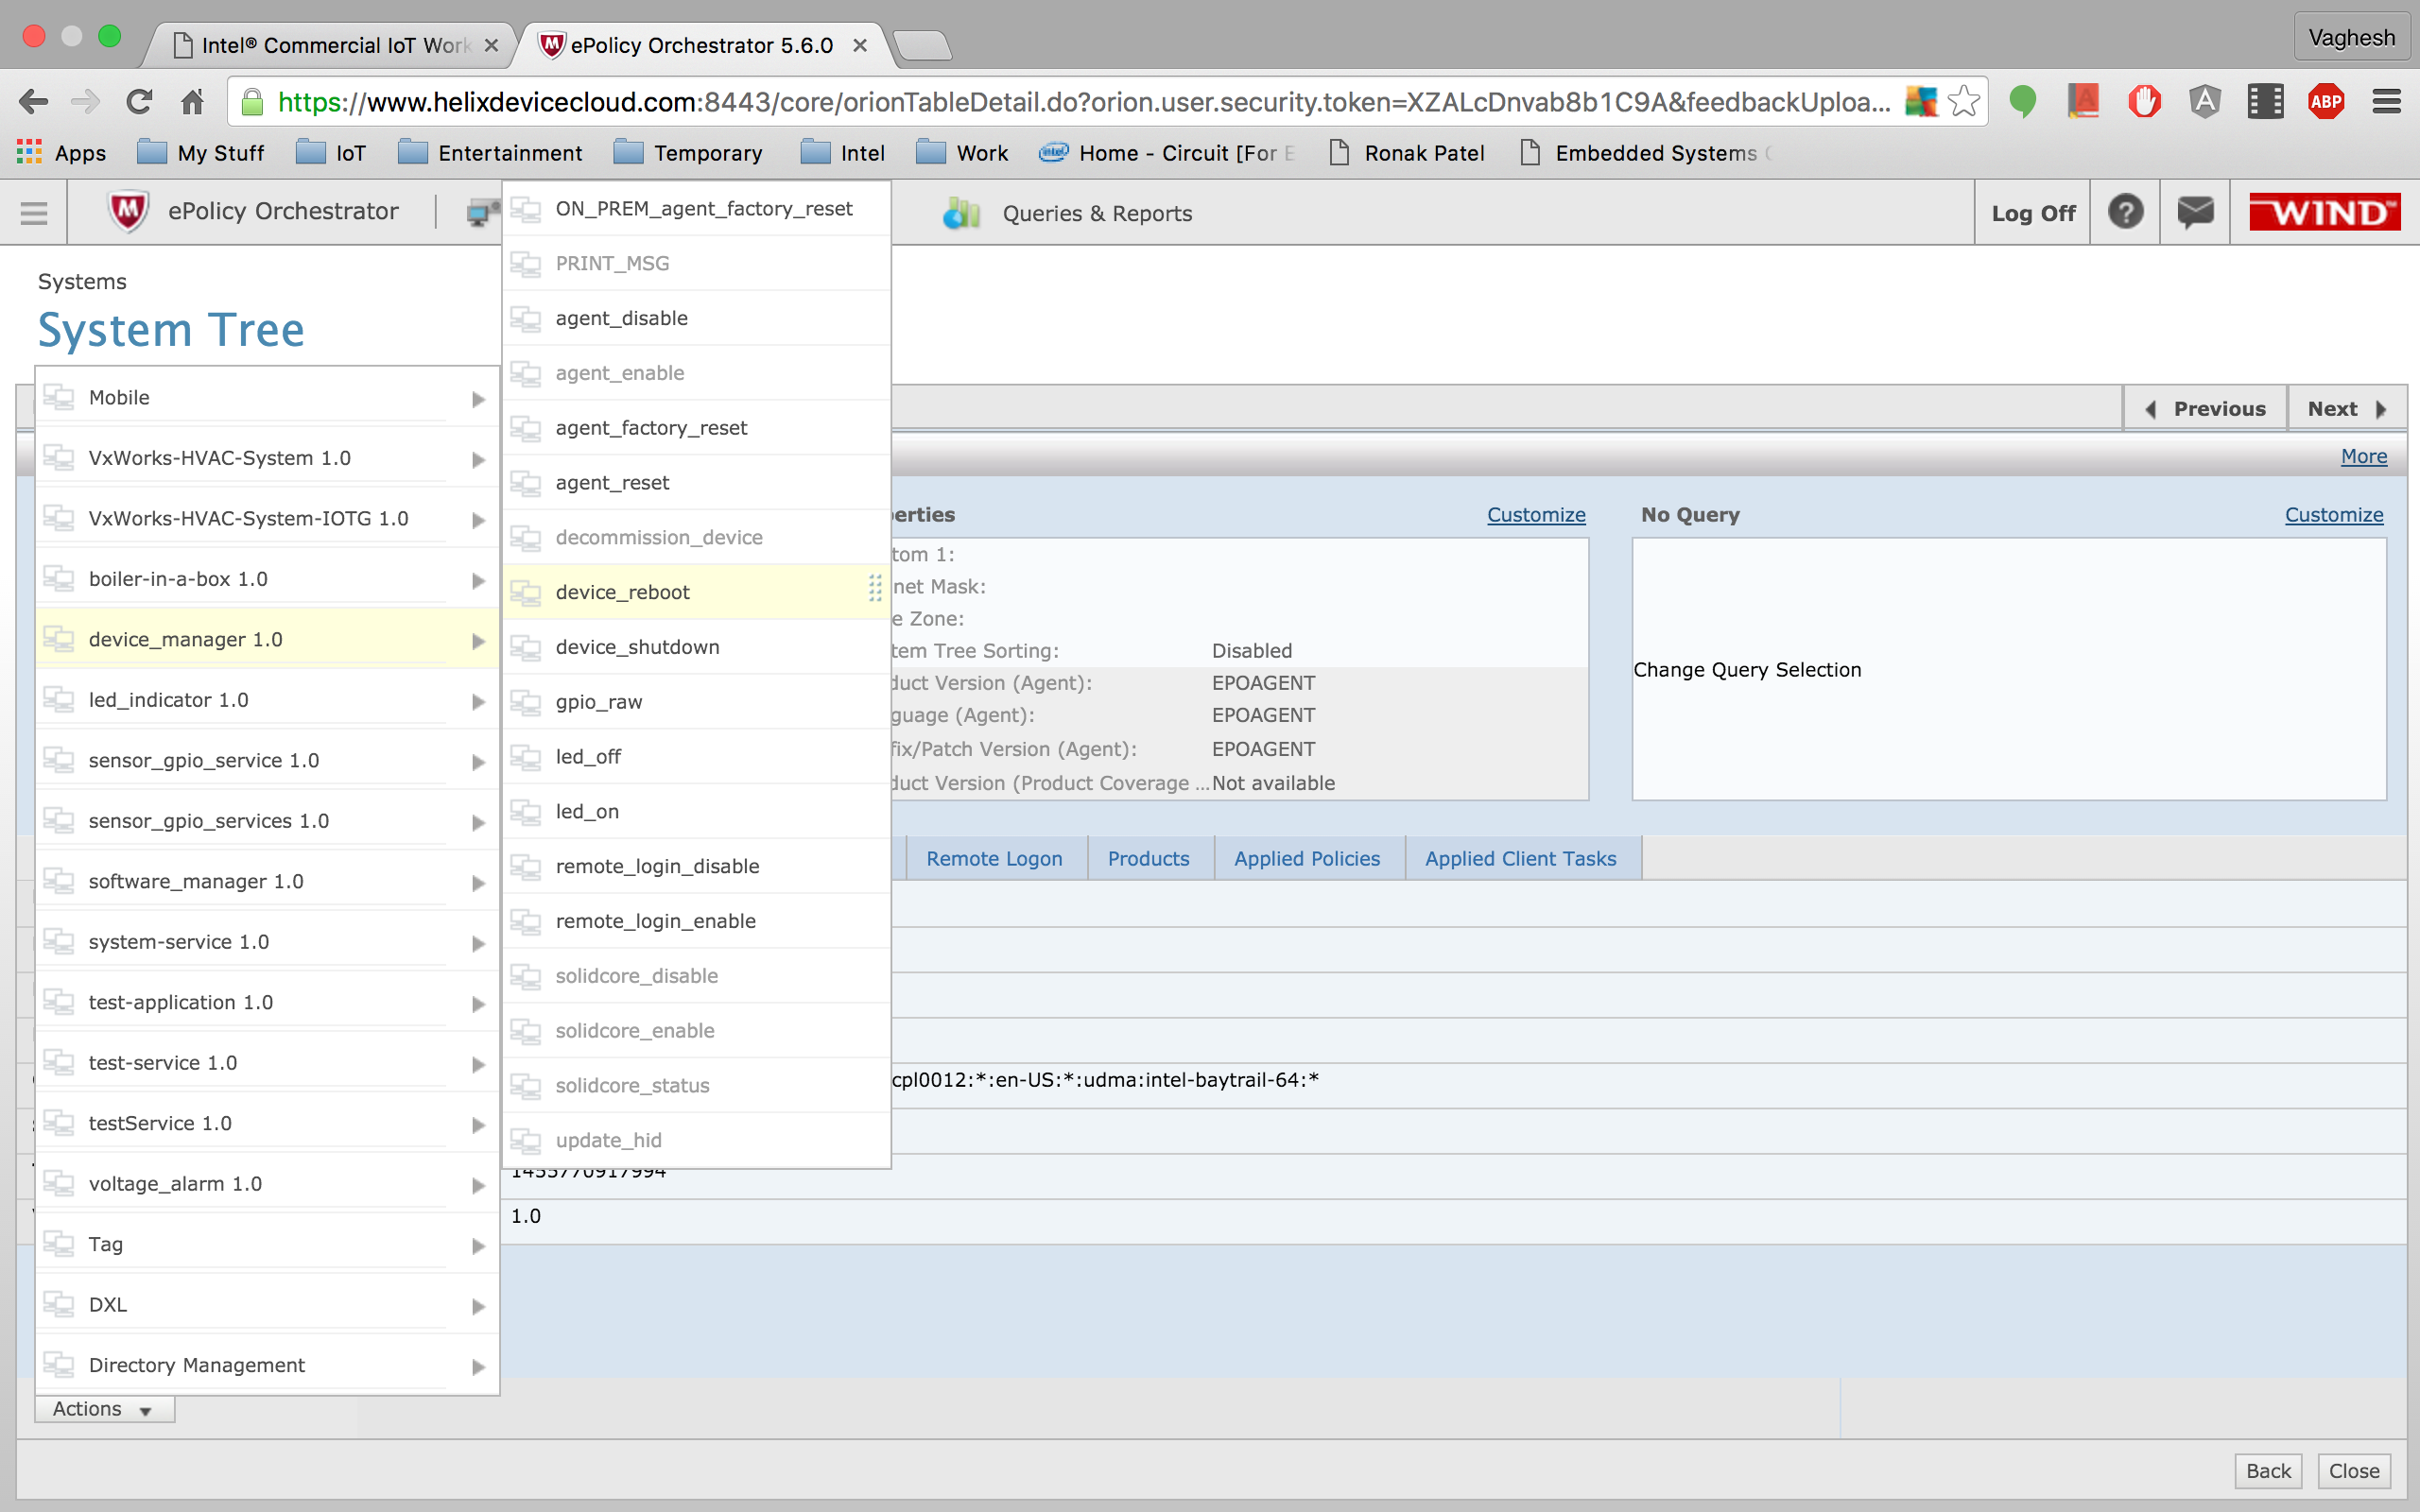 Intel® Commercial IoT Work
ePolicy Orchestrator 5.6.0
Vaghesh
https://www.helixdevicecloud.com:8443/core/orionTableDetail.do?orion.user.security.token=XZALcDnvab8b1C9A&feedbackUploa...
ABP
Apps
My Stuff
IoT
Entertainment
Temporary
Intel
Work
Home - Circuit [For E
Ronak Patel
Embedded Systems
ePolicy Orchestrator
Queries & Reports
Log Off
WIND
Systems
System Tree
Previous
Next
More
Mobile
VxWorks-HVAC-System 1.0
VxWorks-HVAC-System-IOTG 1.0
boiler-in-a-box 1.0
device_manager 1.0
led_indicator 1.0
sensor_gpio_service 1.0
sensor_gpio_services 1.0
software_manager 1.0
system-service 1.0
test-application 1.0
test-service 1.0
testService 1.0
voltage_alarm 1.0
Tag
DXL
Directory Management
Actions
ON_PREM_agent_factory_reset
PRINT_MSG
agent_disable
agent_enable
agent_factory_reset
agent_reset
decommission_device
device_reboot
device_shutdown
gpio_raw
led_off
led_on
remote_login_disable
remote_login_enable
solidcore_disable
solidcore_enable
solidcore_status
update_hid
erties
Customize
tom 1:
net Mask:
e Zone:
tem Tree Sorting: Disabled
duct Version (Agent): EPOAGENT
guage (Agent): EPOAGENT
fix/Patch Version (Agent): EPOAGENT
duct Version (Product Coverage ... Not available
No Query
Customize
Change Query Selection
Remote Logon
Products
Applied Policies
Applied Client Tasks
cpl0012:*:en-US:*:udma:intel-baytrail-64:*
1455770917994
1.0
Back
Close